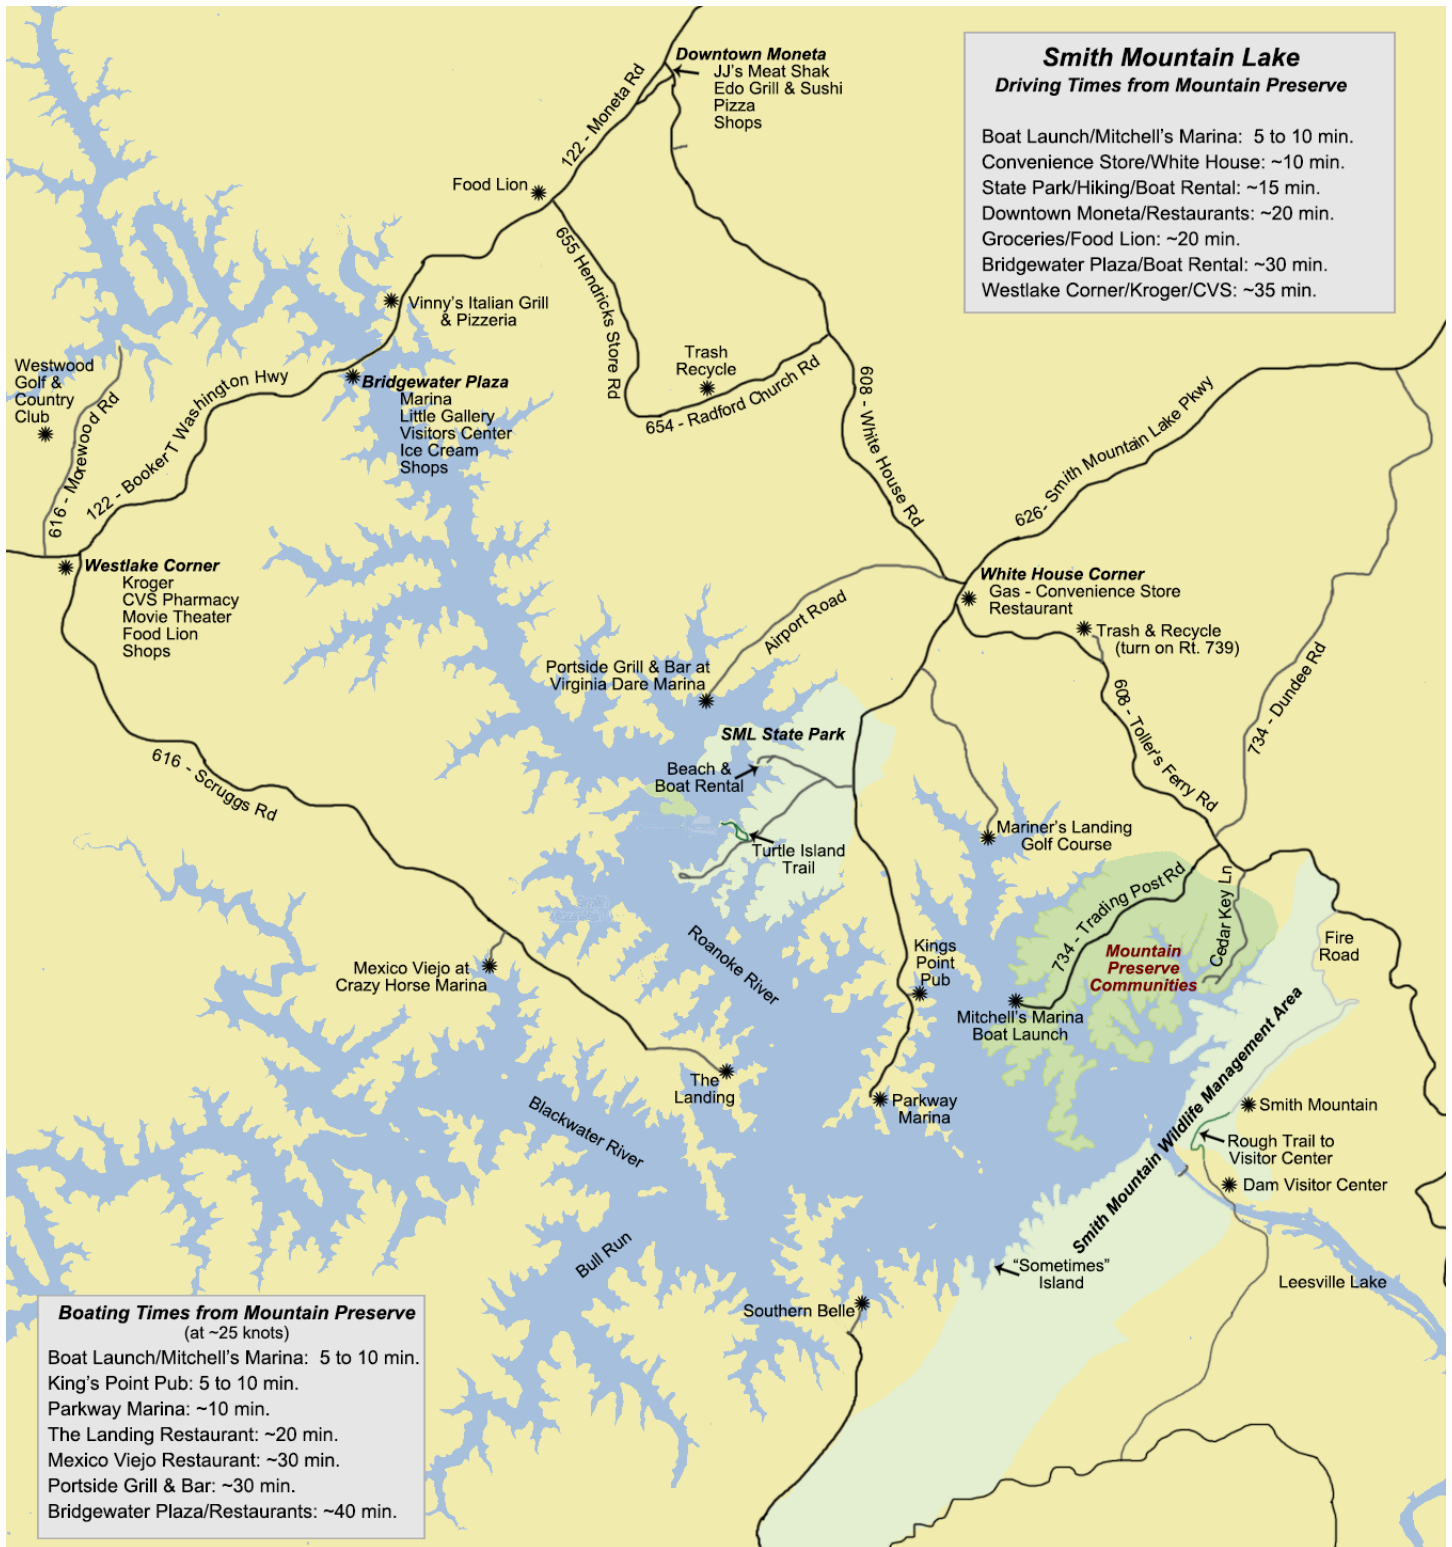 Smith Mountain Lake
Driving Times from Mountain Preserve
Boat Launch/Mitchell's Marina:  5 to 10 min.
Convenience Store/White House: ~10 min.
State Park/Hiking/Boat Rental: ~15 min.
Downtown Moneta/Restaurants: ~20 min.
Groceries/Food Lion: ~20 min.
Bridgewater Plaza/Boat Rental: ~30 min.
Westlake Corner/Kroger/CVS: ~35 min.
Downtown Moneta
JJ's Meat Shak
Edo Grill & Sushi
Pizza
Shops
122 - Moneta Rd
Food Lion
655 Hendricks Store Rd
Vinny's Italian Grill
& Pizzeria
Trash
Recycle
654 - Radford Church Rd
608 - White House Rd
Westwood
Golf &
Country
Club
616 - Morewood Rd
122 - Booker T Washington Hwy
Bridgewater Plaza
Marina
Little Gallery
Visitors Center
Ice Cream
Shops
626- Smith Mountain Lake Pkwy
Westlake Corner
Kroger
CVS Pharmacy
Movie Theater
Food Lion
Shops
White House Corner
Gas - Convenience Store
Restaurant
Trash & Recycle
(turn on Rt. 739)
Airport Road
Portside Grill & Bar at
Virginia Dare Marina
734 - Dundee Rd
608 - Toller's Ferry Rd
SML State Park
Beach &
Boat Rental
616 - Scruggs Rd
Turtle Island
Trail
Mariner's Landing
Golf Course
734 - Trading Post Rd
Cedar Key Ln
Mountain
Preserve
Communities
Fire
Road
Roanoke River
Kings
Point
Pub
Mexico Viejo at
Crazy Horse Marina
Mitchell's Marina
Boat Launch
The
Landing
Parkway
Marina
Blackwater River
Smith Mountain Wildlife Management Area
Smith Mountain
Rough Trail to
Visitor Center
Dam Visitor Center
Bull Run
"Sometimes"
Island
Leesville Lake
Southern Belle
Boating Times from Mountain Preserve
(at ~25 knots)
Boat Launch/Mitchell's Marina:  5 to 10 min.
King's Point Pub: 5 to 10 min.
Parkway Marina: ~10 min.
The Landing Restaurant: ~20 min.
Mexico Viejo Restaurant: ~30 min.
Portside Grill & Bar: ~30 min.
Bridgewater Plaza/Restaurants: ~40 min.